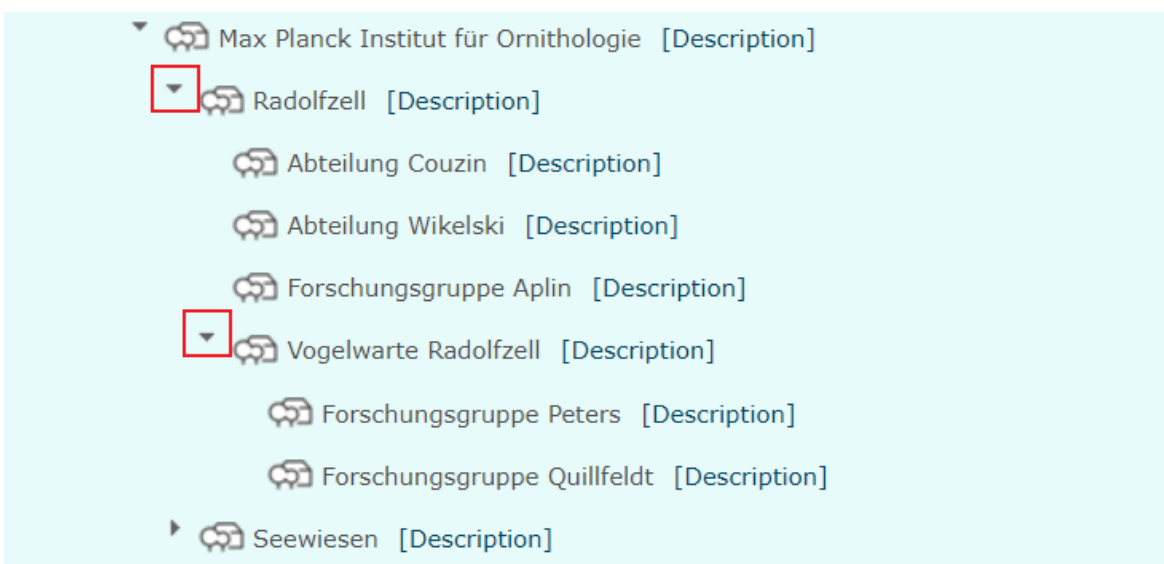 Max Planck Institut für Ornithologie [Description]
Radolfzell [Description]
Abteilung Couzin [Description]
Abteilung Wikelski [Description]
Forschungsgruppe Aplin [Description]
Vogelwarte Radolfzell [Description]
Forschungsgruppe Peters [Description]
Forschungsgruppe Quillfeldt [Description]
Seewiesen [Description]